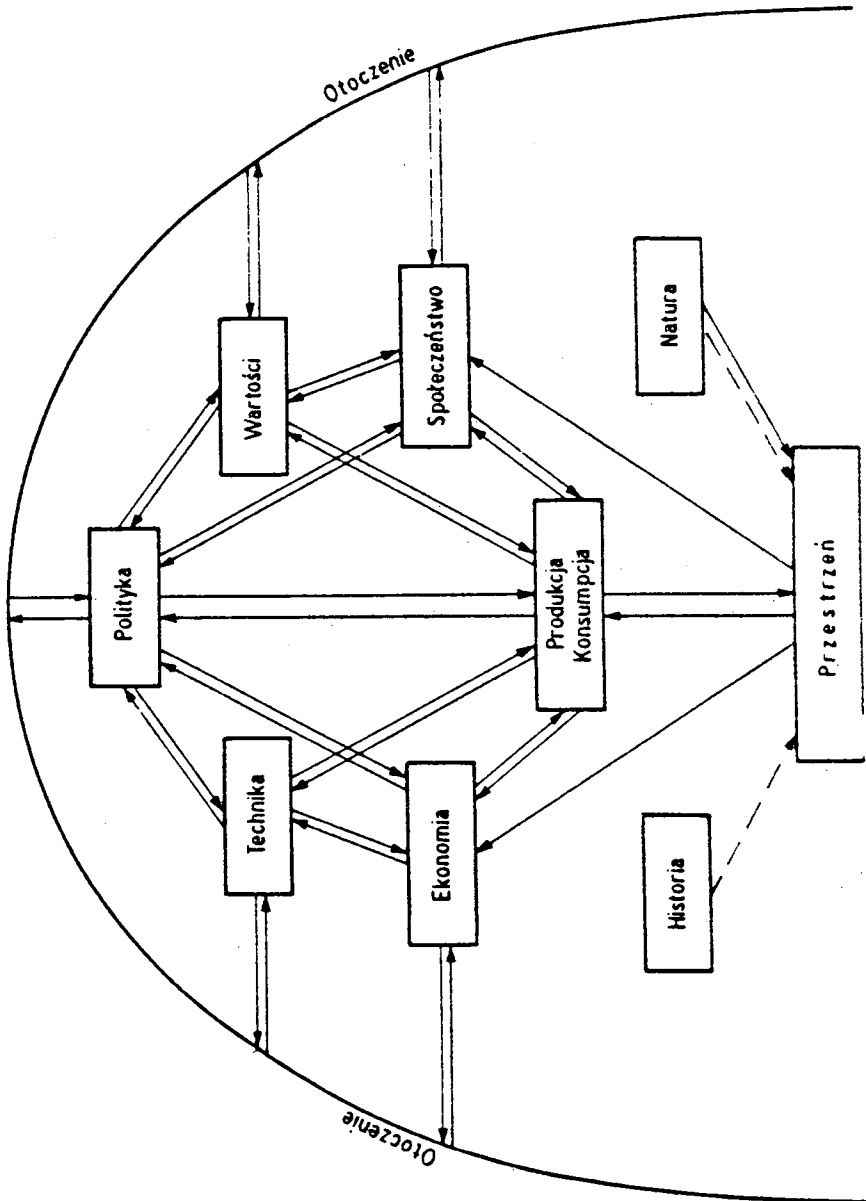 Otoczenie
Otoczenie
Polityka
Technika
Wartości
Ekonomia
Społeczeństwo
Produkcja
Konsumpcja
Historia
Natura
Przestrzeń